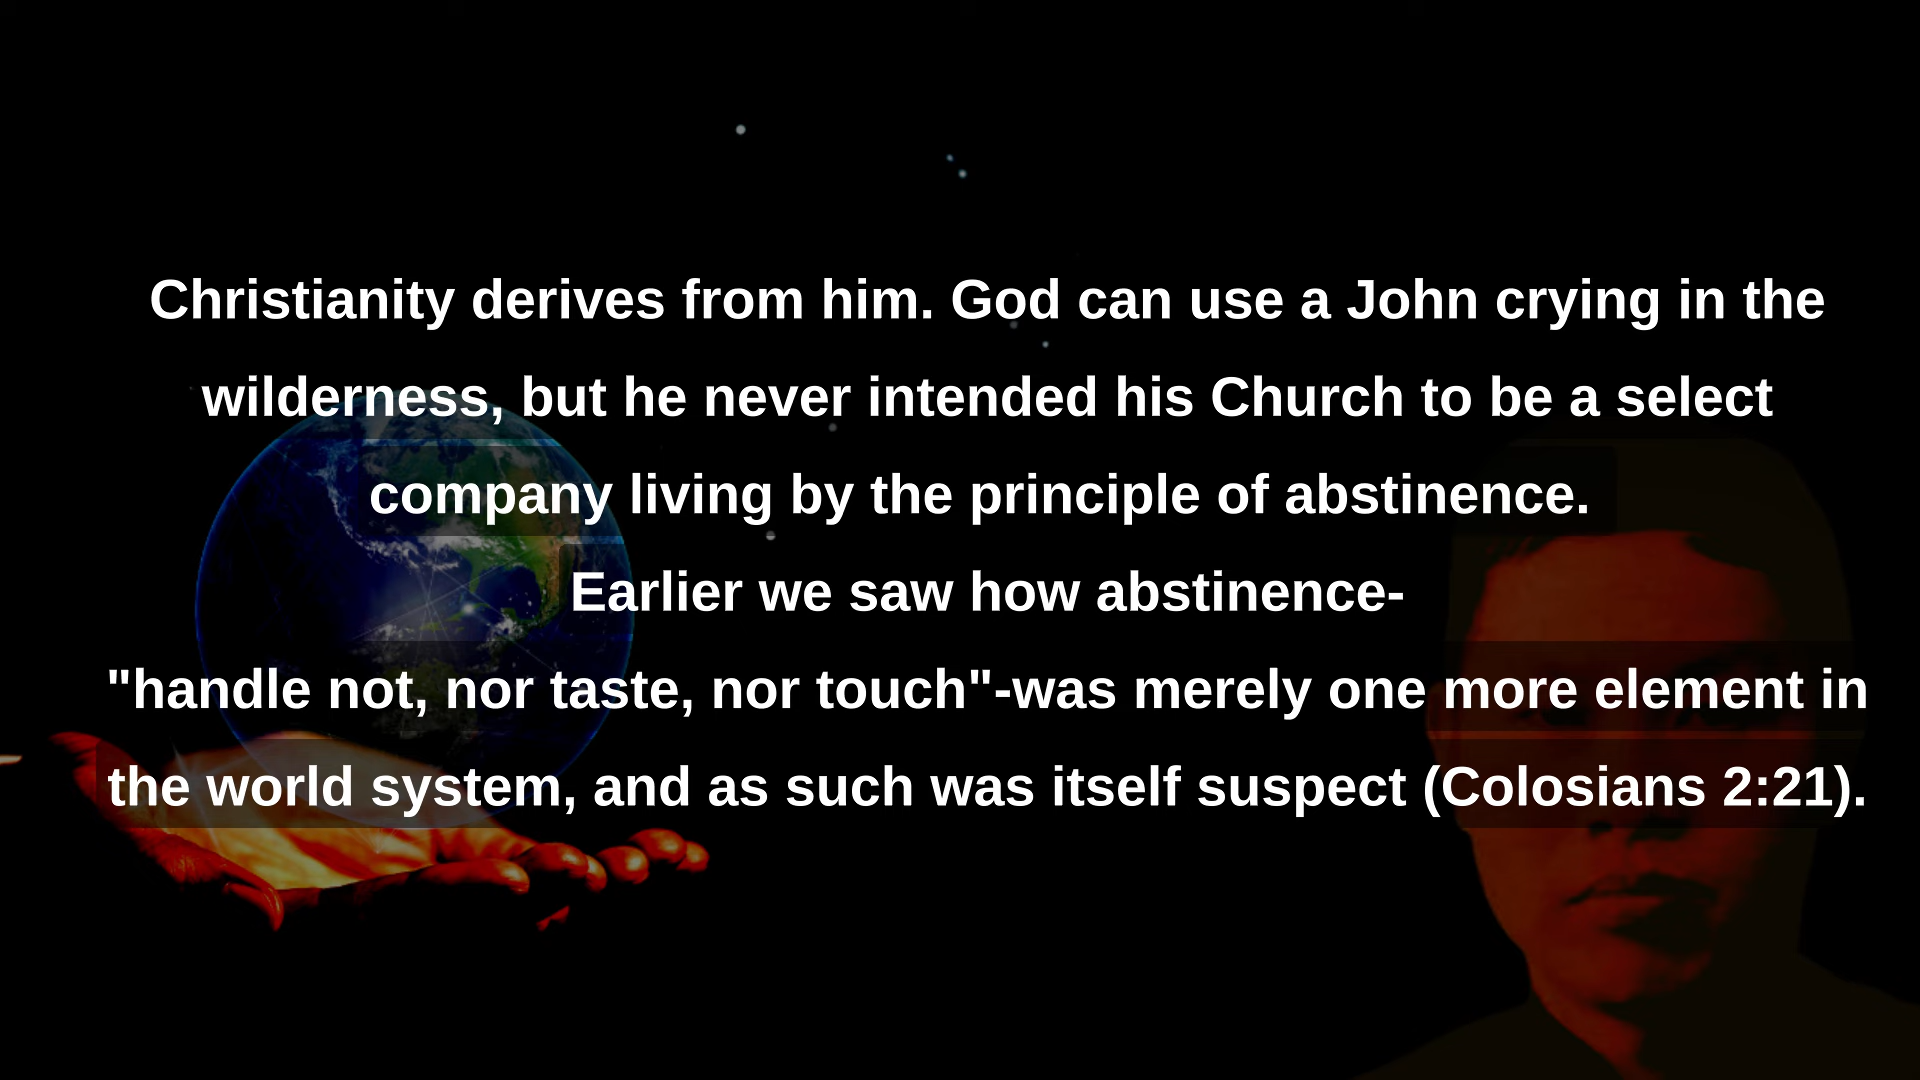 Christianity derives from him. God can use a John crying in the
wilderness, but he never intended his Church to be a select
company living by the principle of abstinence.
Earlier we saw how abstinence-
"handle not, nor taste, nor touch"-was merely one more element in
the world system, and as such was itself suspect (Colosians 2:21).